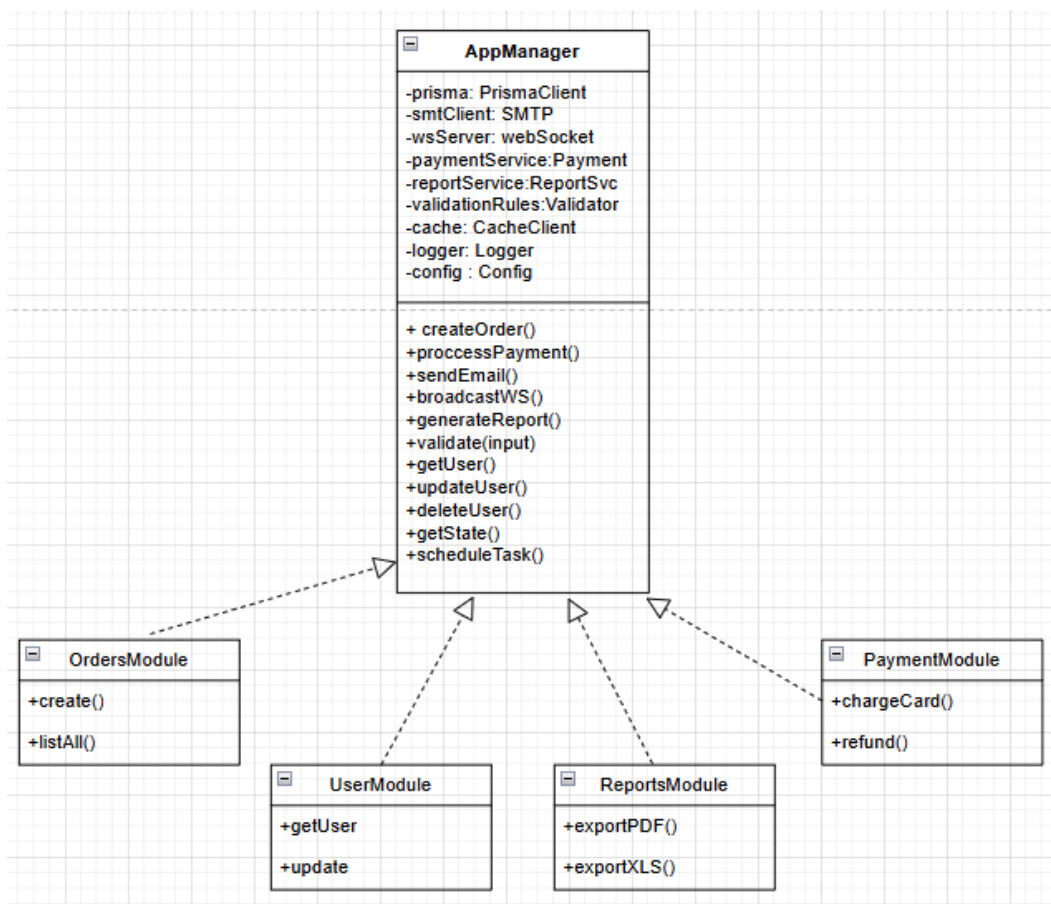 AppManager
-prisma: PrismaClient
-smtClient: SMTP
-wsServer: webSocket
-paymentService:Payment
-reportService:ReportSvc
-validationRules:Validator
-cache: CacheClient
-logger: Logger
-config : Config
+ createOrder()
+proccessPayment()
+sendEmail()
+broadcastWS()
+generateReport()
+validate(input)
+getUser()
+updateUser()
+deleteUser()
+getState()
+scheduleTask()
OrdersModule
+create()
+listAll()
UserModule
+getUser
+update
ReportsModule
+exportPDF()
+exportXLS()
PaymentModule
+chargeCard()
+refund()